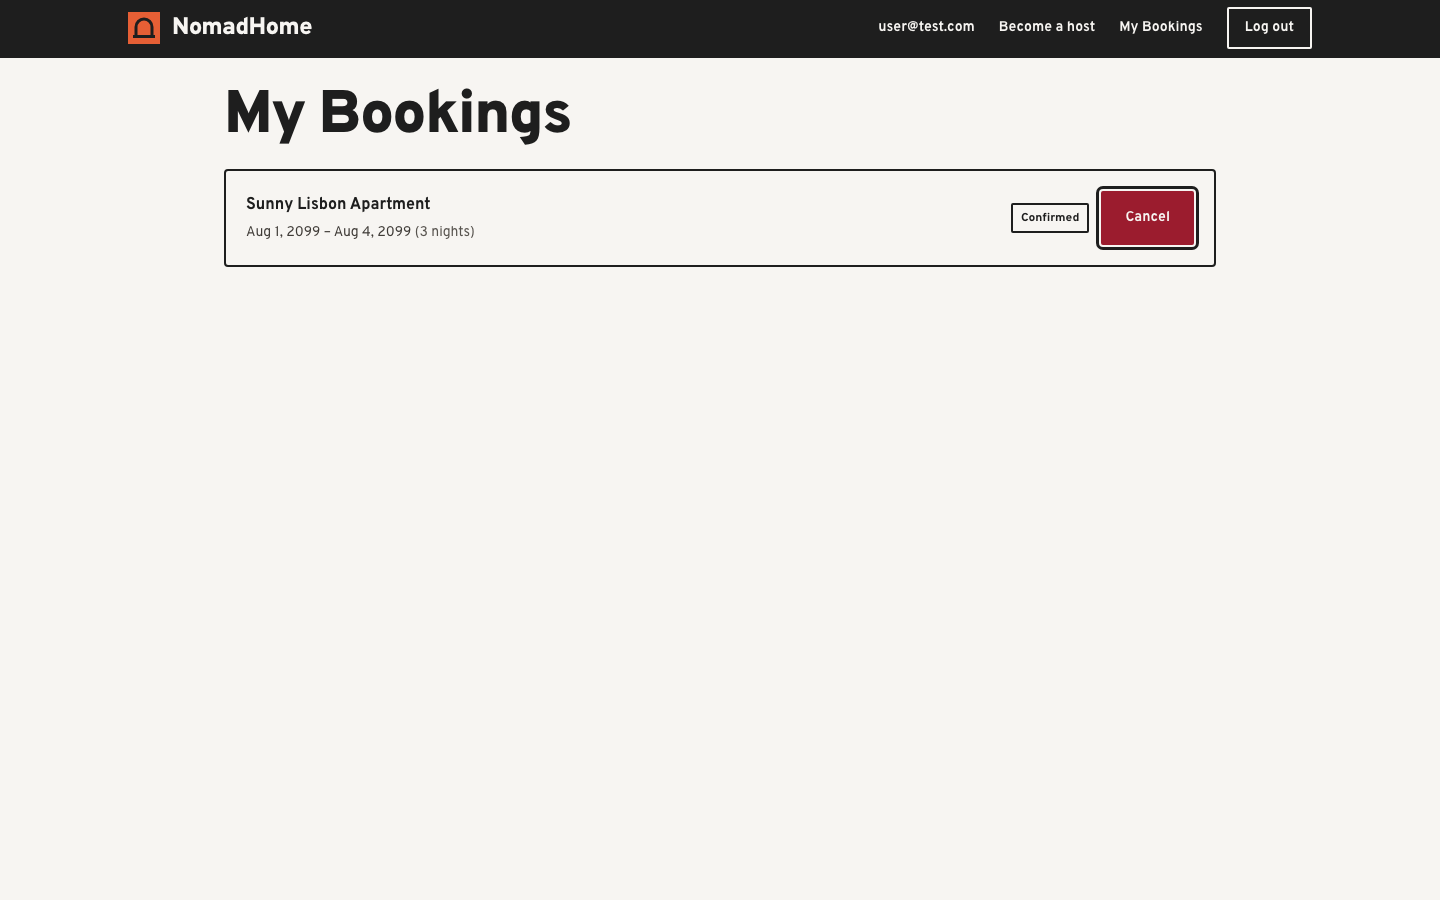 NomadHome
user@test.com
Become a host
My Bookings
Log out
My Bookings
Sunny Lisbon Apartment
Aug 1, 2099 – Aug 4, 2099 (3 nights)
Confirmed
Cancel